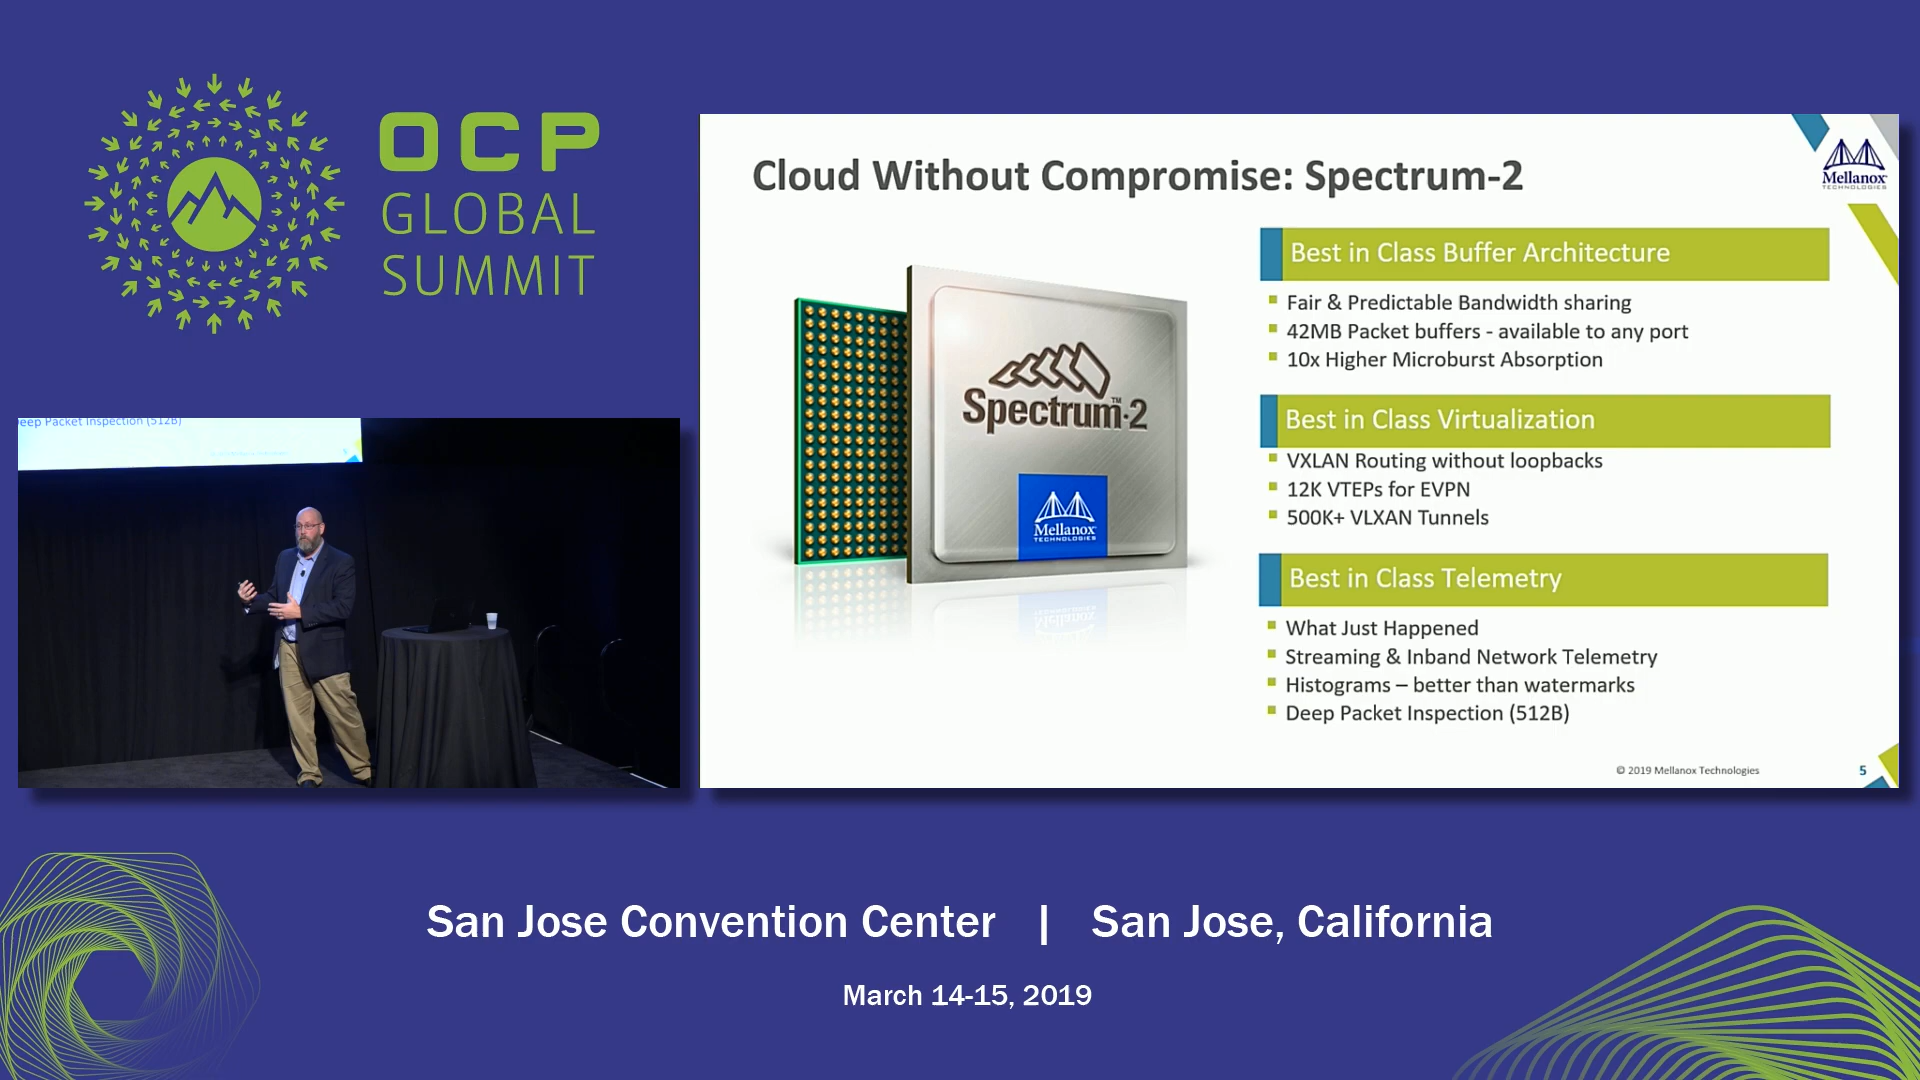 OCP
GLOBAL
SUMMIT
Deep Packet Inspection (512B)
Cloud Without Compromise: Spectrum-2
Mellanox
TECHNOLOGIES
Spectrum™-2
Mellanox
TECHNOLOGIES
Best in Class Buffer Architecture
Fair & Predictable Bandwidth sharing
42MB Packet buffers - available to any port
10x Higher Microburst Absorption
Best in Class Virtualization
VXLAN Routing without loopbacks
12K VTEPs for EVPN
500K+ VLXAN Tunnels
Best in Class Telemetry
What Just Happened
Streaming & Inband Network Telemetry
Histograms – better than watermarks
Deep Packet Inspection (512B)
© 2019 Mellanox Technologies
5
San Jose Convention Center | San Jose, California
March 14-15, 2019